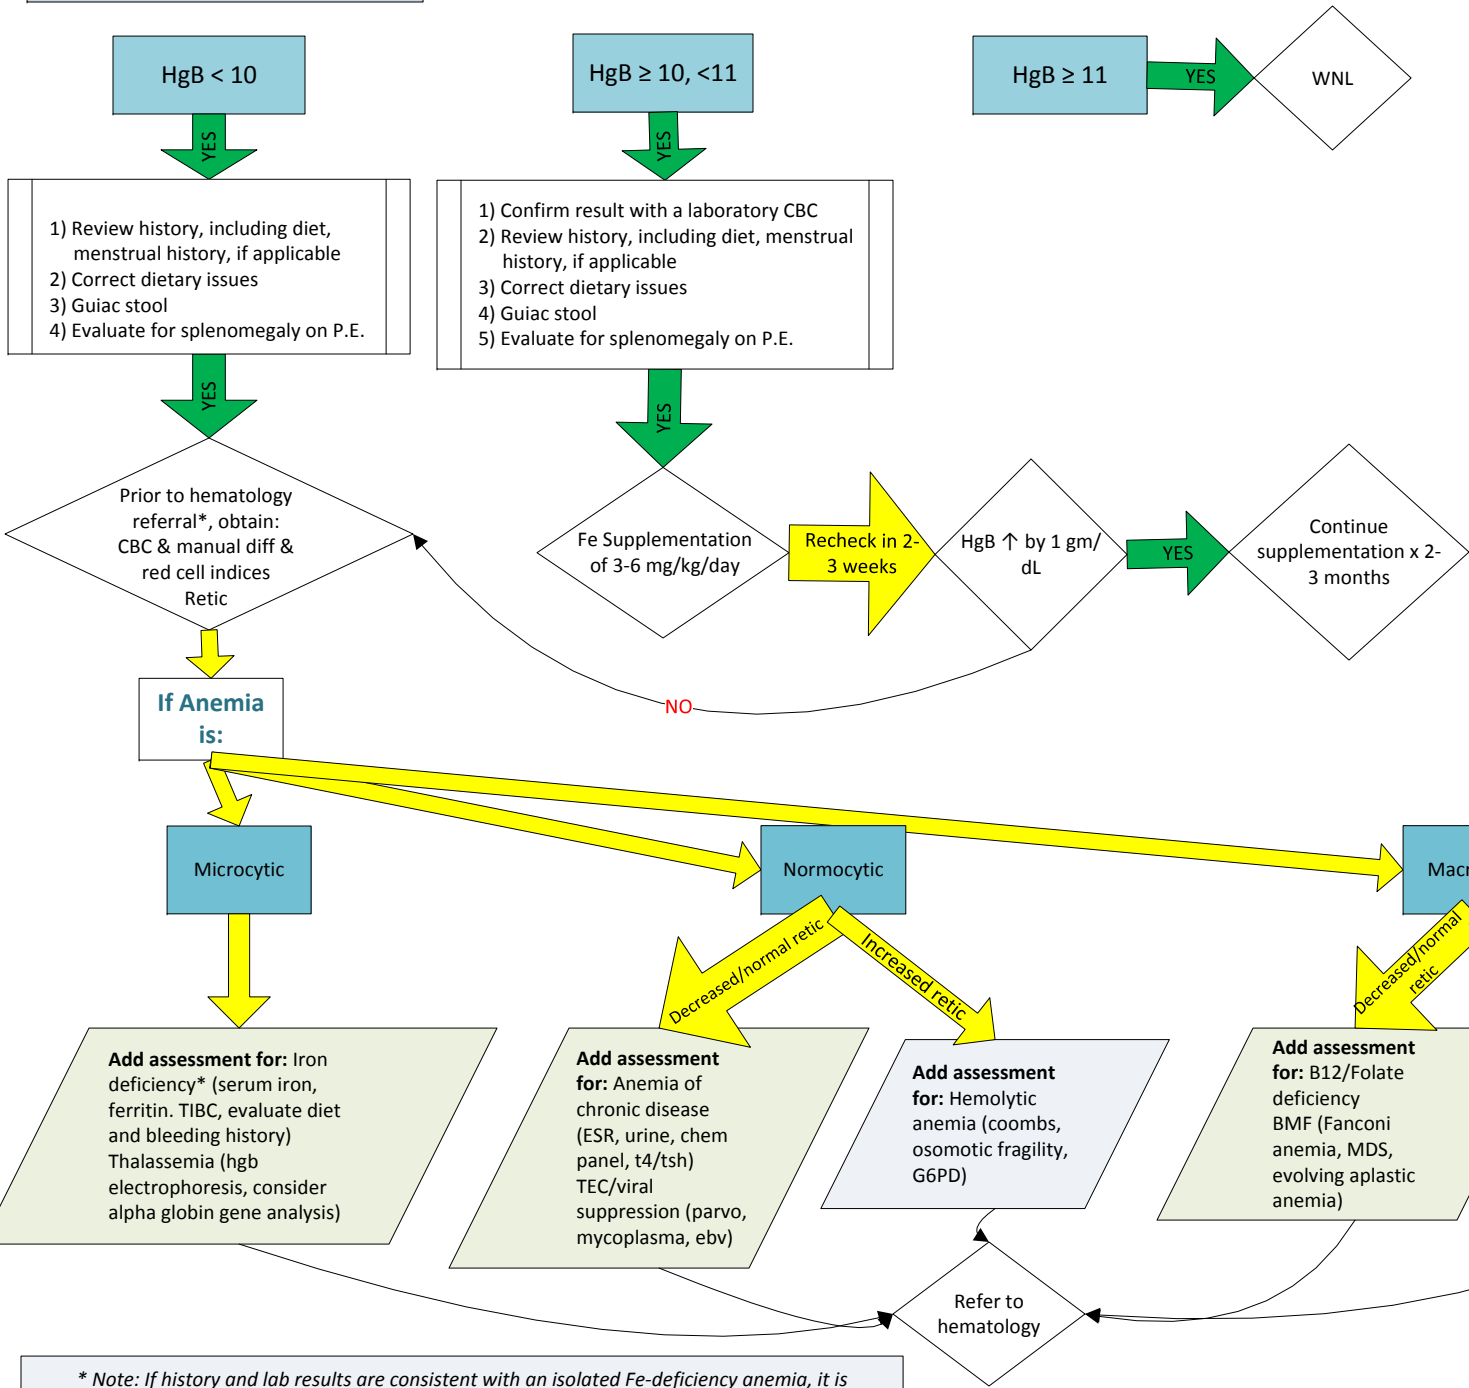 HgB < 10
HgB ≥ 10, <11
HgB ≥ 11
YES
WNL
YES
YES
1) Review history, including diet,
menstrual history, if applicable
2) Correct dietary issues
3) Guiac stool
4) Evaluate for splenomegaly on P.E.
1) Confirm result with a laboratory CBC
2) Review history, including diet, menstrual
history, if applicable
3) Correct dietary issues
4) Guiac stool
5) Evaluate for splenomegaly on P.E.
YES
YES
Prior to hematology
referral*, obtain:
CBC & manual diff &
red cell indices
Retic
Fe Supplementation
of 3-6 mg/kg/day
Recheck in 2-
3 weeks
HgB ↑ by 1 gm/
dL
YES
Continue
supplementation x 2-
3 months
NO
If Anemia
is:
Microcytic
Normocytic
Macr
Decreased/normal retic
Increased retic
Decreased/normal
retic
Add assessment for: Iron
deficiency* (serum iron,
ferritin. TIBC, evaluate diet
and bleeding history)
Thalassemia (hgb
electrophoresis, consider
alpha globin gene analysis)
Add assessment
for: Anemia of
chronic disease
(ESR, urine, chem
panel, t4/tsh)
TEC/viral
suppression (parvo,
mycoplasma, ebv)
Add assessment
for: Hemolytic
anemia (coombs,
osomotic fragility,
G6PD)
Add assessment
for: B12/Folate
deficiency
BMF (Fanconi
anemia, MDS,
evolving aplastic
anemia)
Refer to
hematology
* Note: If history and lab results are consistent with an isolated Fe-deficiency anemia, it is